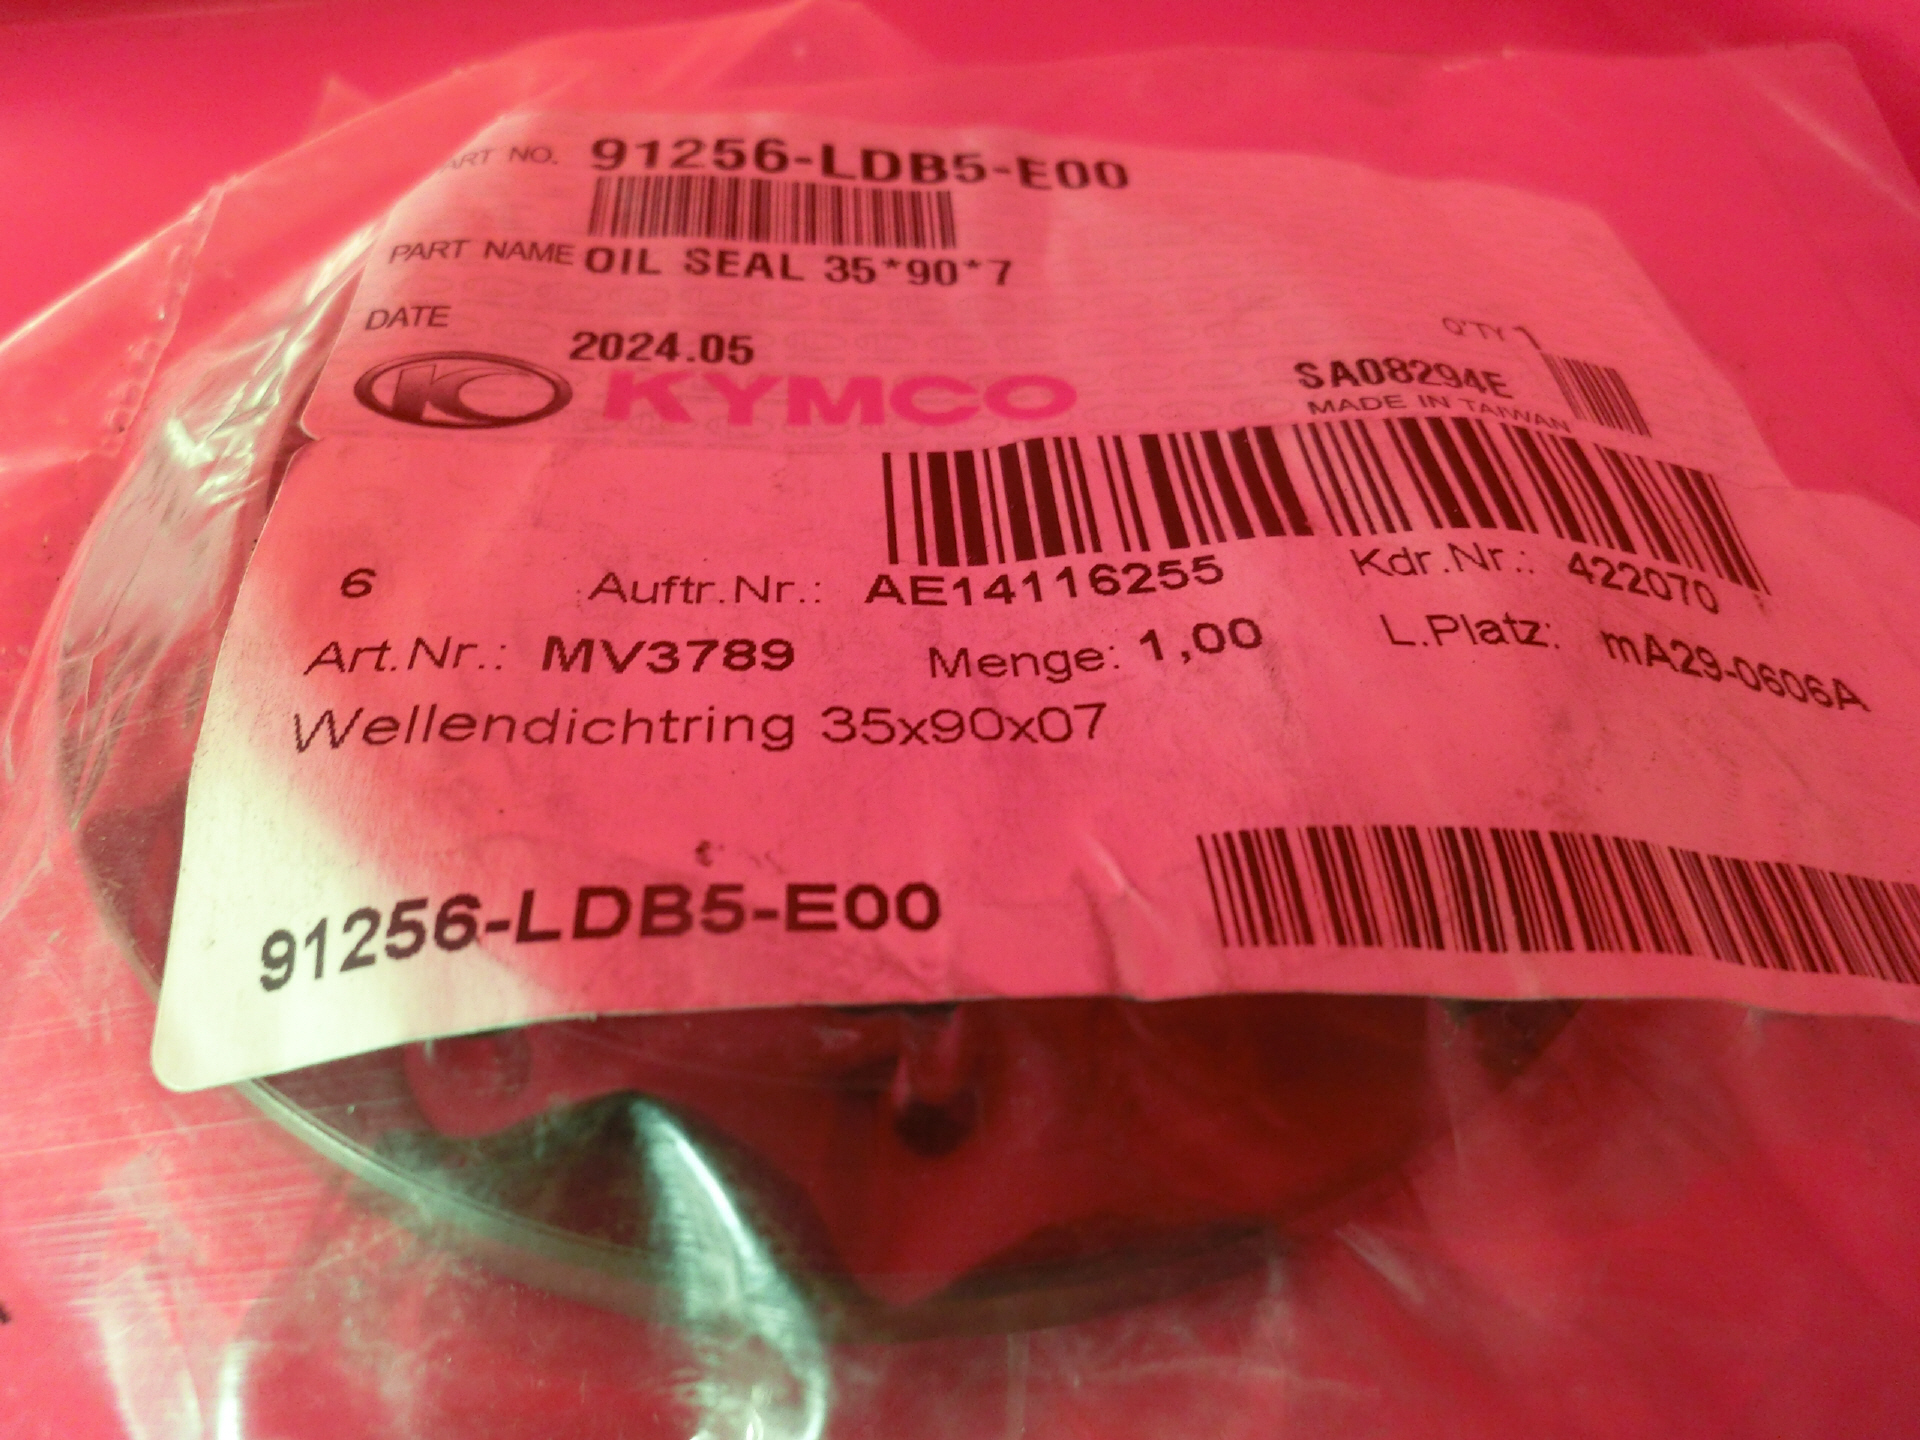 PART NO. 91256-LDB5-E00
PART NAME OIL SEAL 35*90*7
DATE 2024.05
Q'TY 1
KYMCO
SA08294E
MADE IN TAIWAN
6 Auftr.Nr.: AE14116255 Kdr.Nr.: 422070
Art.Nr.: MV3789 Menge: 1,00 L.Platz: mA29-0606A
Wellendichtring 35x90x07
91256-LDB5-E00